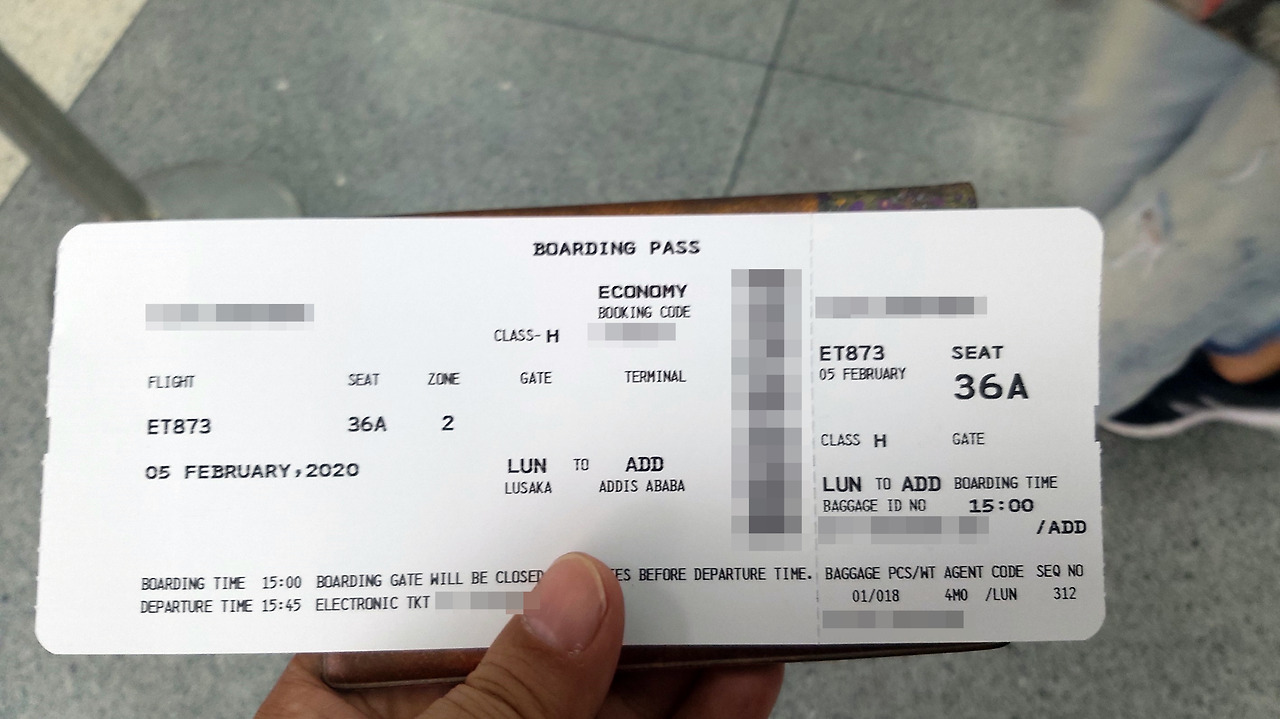 BOARDING PASS
ECONOMY
BOOKING CODE
CLASS- H
FLIGHT SEAT ZONE GATE TERMINAL
ET873 36A 2
05 FEBRUARY,2020
LUN TO ADD
LUSAKA ADDIS ABABA
BOARDING TIME 15:00 BOARDING GATE WILL BE CLOSED BEFORE DEPARTURE TIME.
DEPARTURE TIME 15:45 ELECTRONIC TKT
ET873 SEAT
05 FEBRUARY 36A
CLASS H GATE
LUN TO ADD BOARDING TIME
BAGGAGE ID NO 15:00
/ADD
BAGGAGE PCS/WT AGENT CODE SEQ NO
01/018 4MO /LUN 312